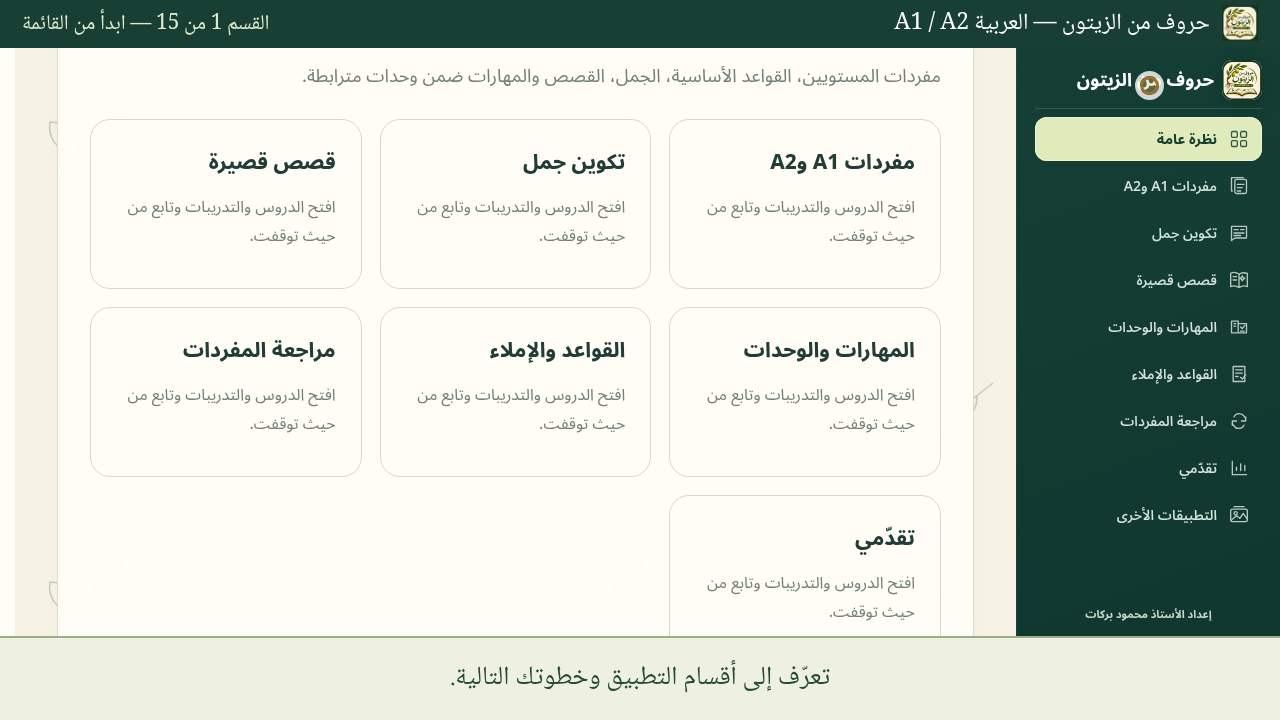 حروف من الزيتون — العربية A1 / A2
القسم 1 من 15 — ابدأ من القائمة
حروف من الزيتون
نظرة عامة
مفردات A1 وA2
تكوين جمل
قصص قصيرة
المهارات والوحدات
القواعد والإملاء
مراجعة المفردات
تقدّمي
التطبيقات الأخرى
إعداد الأستاذ محمود بركات
مفردات المستويين، القواعد الأساسية، الجمل، القصص والمهارات ضمن وحدات مترابطة.
مفردات A1 وA2
افتح الدروس والتدريبات وتابع من
حيث توقفت.
تكوين جمل
افتح الدروس والتدريبات وتابع من
حيث توقفت.
قصص قصيرة
افتح الدروس والتدريبات وتابع من
حيث توقفت.
المهارات والوحدات
افتح الدروس والتدريبات وتابع من
حيث توقفت.
القواعد والإملاء
افتح الدروس والتدريبات وتابع من
حيث توقفت.
مراجعة المفردات
افتح الدروس والتدريبات وتابع من
حيث توقفت.
تقدّمي
افتح الدروس والتدريبات وتابع من
حيث توقفت.
تعرّف إلى أقسام التطبيق وخطوتك التالية.